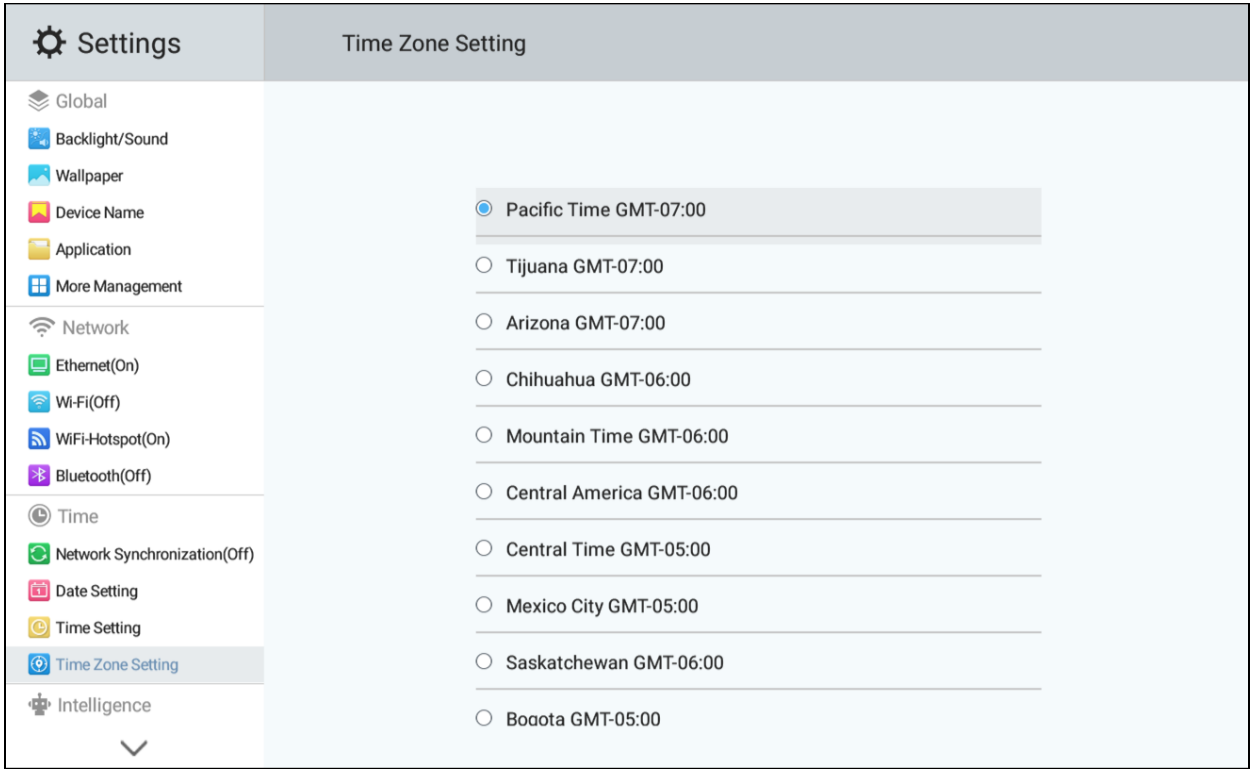 Settings
Time Zone Setting
Global
Backlight/Sound
Wallpaper
Device Name
Application
More Management
Network
Ethernet(On)
Wi-Fi(Off)
WiFi-Hotspot(On)
Bluetooth(Off)
Time
Network Synchronization(Off)
Date Setting
Time Setting
Time Zone Setting
Intelligence
Pacific Time GMT-07:00
Tijuana GMT-07:00
Arizona GMT-07:00
Chihuahua GMT-06:00
Mountain Time GMT-06:00
Central America GMT-06:00
Central Time GMT-05:00
Mexico City GMT-05:00
Saskatchewan GMT-06:00
Bogota GMT-05:00